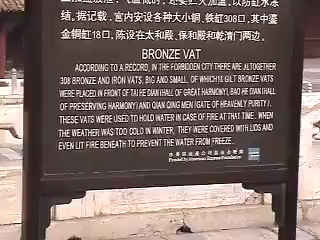 结。据记载，宫内安设各种大小铜、铁缸308口，其中鎏
金铜缸18口，陈设在太和殿、保和殿和乾清门两边。
BRONZE VAT
ACCORDING TO A RECORD, IN THE FORBIDDEN CITY THERE ARE ALTOGETHER
308 BRONZE AND IRON VATS, BIG AND SMALL, OF WHICH18 GILT BRONZE VATS
WERE PLACED IN FRONT OF TAI HE DIAN (HALL OF GREAT HARMONY), BAO HE DIAN (HALL
OF PRESERVING HARMONY) AND QIAN QING MEN (GATE OF HEAVENLY PURITY).
THESE VATS WERE USED TO HOLD WATER IN CASE OF FIRE AT THAT TIME. WHEN
THE WEATHER WAS TOO COLD IN WINTER, THEY WERE COVERED WITH LIDS AND
EVEN LIT FIRE BENEATH TO PREVENT THE WATER FROM FREEZE.
Funded by American Express Foundation